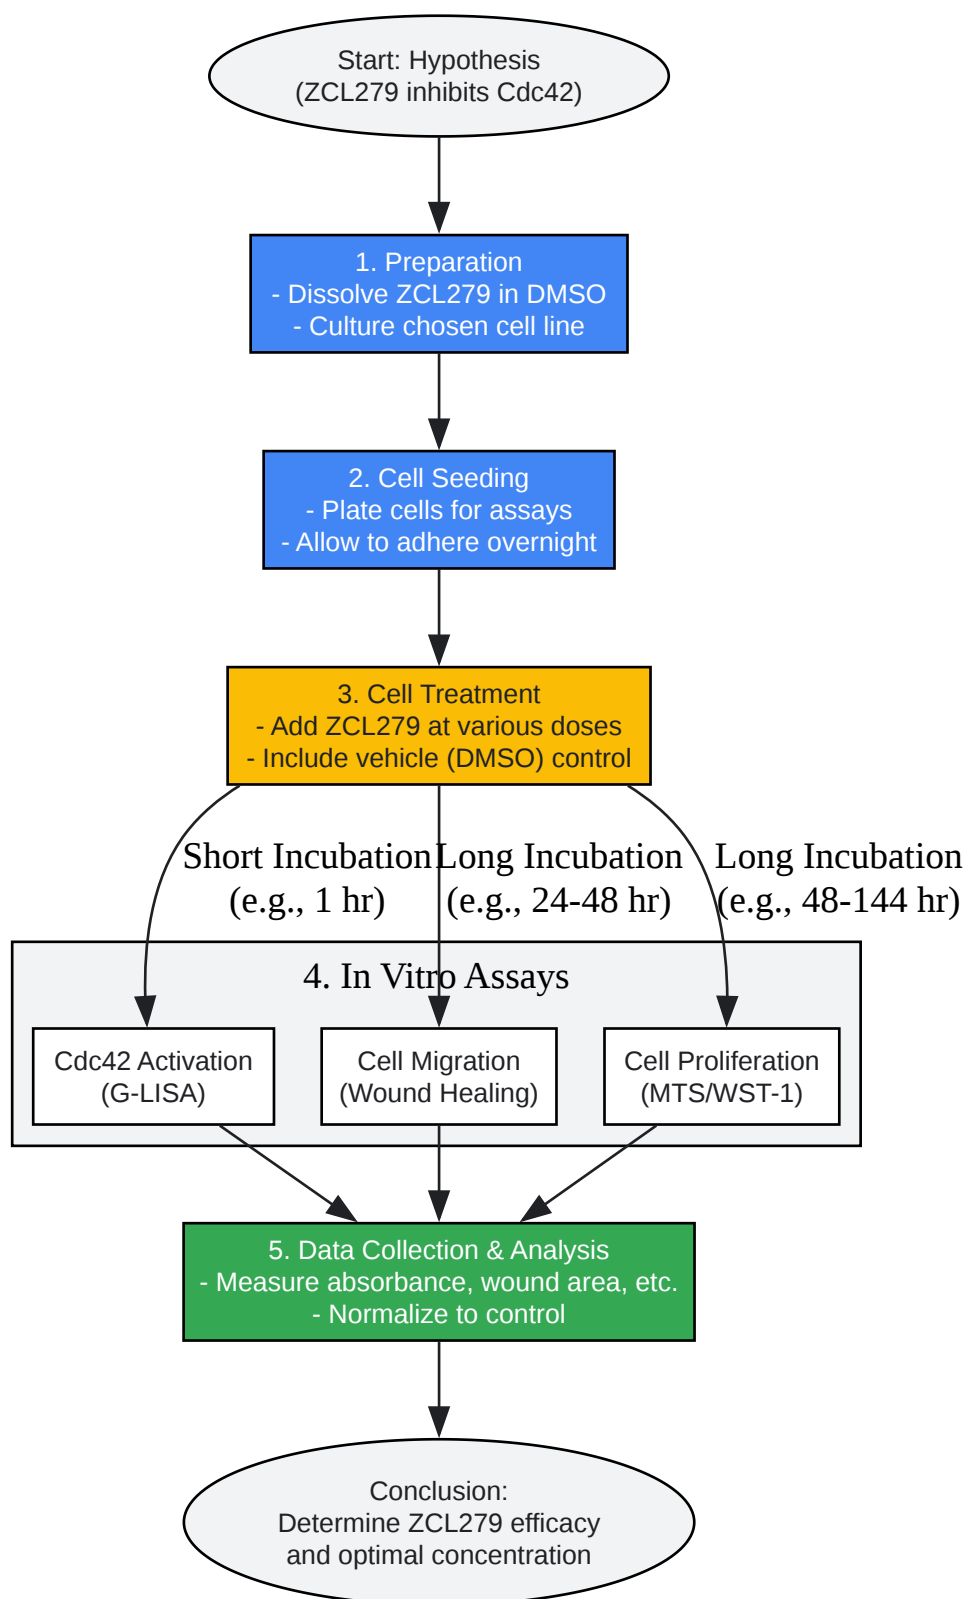 Start: Hypothesis
(ZCL279 inhibits Cdc42)
1. Preparation
- Dissolve ZCL279 in DMSO
- Culture chosen cell line
2. Cell Seeding
- Plate cells for assays
- Allow to adhere overnight
3. Cell Treatment
- Add ZCL279 at various doses
- Include vehicle (DMSO) control
Short Incubation
(e.g., 1 hr)
Long Incubation
(e.g., 24-48 hr)
Long Incubation
(e.g., 48-144 hr)
4. In Vitro Assays
Cdc42 Activation
(G-LISA)
Cell Migration
(Wound Healing)
Cell Proliferation
(MTS/WST-1)
5. Data Collection & Analysis
- Measure absorbance, wound area, etc.
- Normalize to control
Conclusion:
Determine ZCL279 efficacy
and optimal concentration